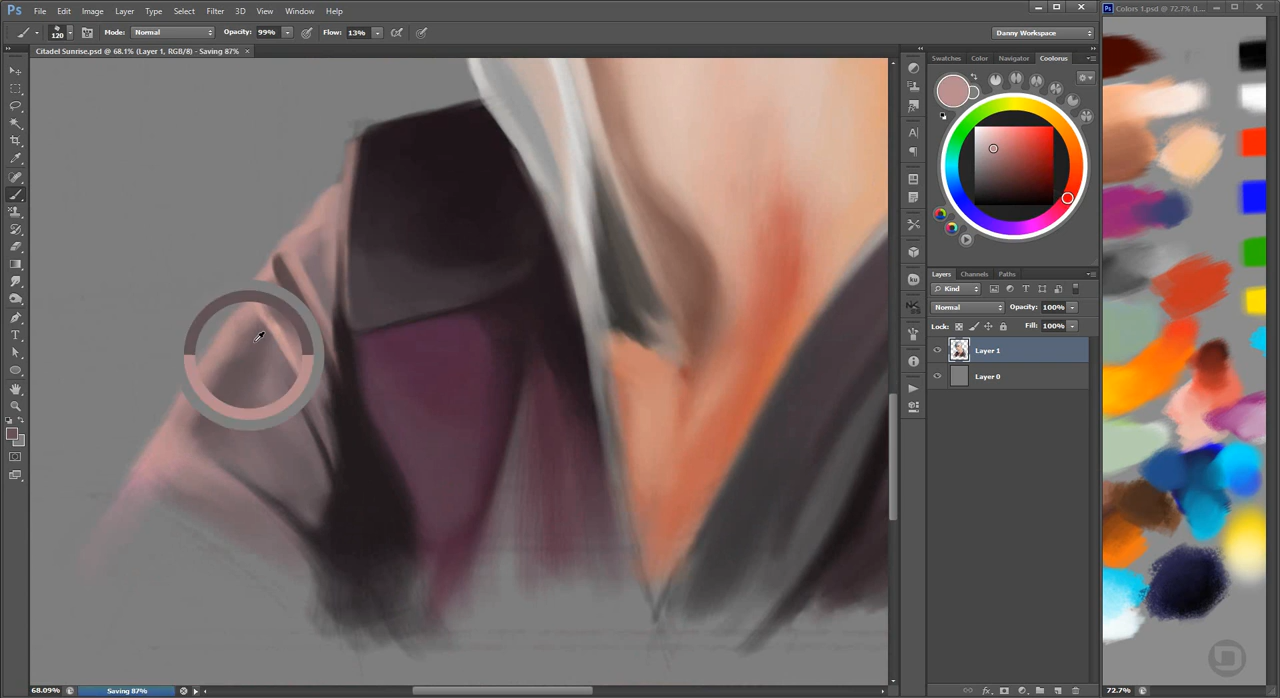 Ps File Edit Image Layer Type Select Filter 3D View Window Help
Ps Colors 1.psd @ 72.7% (L...
120 Mode: Normal Opacity: 99% Flow: 13% Danny Workspace
Citadel Sunrise.psd @ 68.1% (Layer 1, RGB/8) - Saving 87% ×
Swatches Color Navigator Coolorus
Layers Channels Paths
Kind
Normal Opacity: 100%
Lock: Fill: 100%
Layer 1
Layer 0
68.09% Saving 87%
72.7%